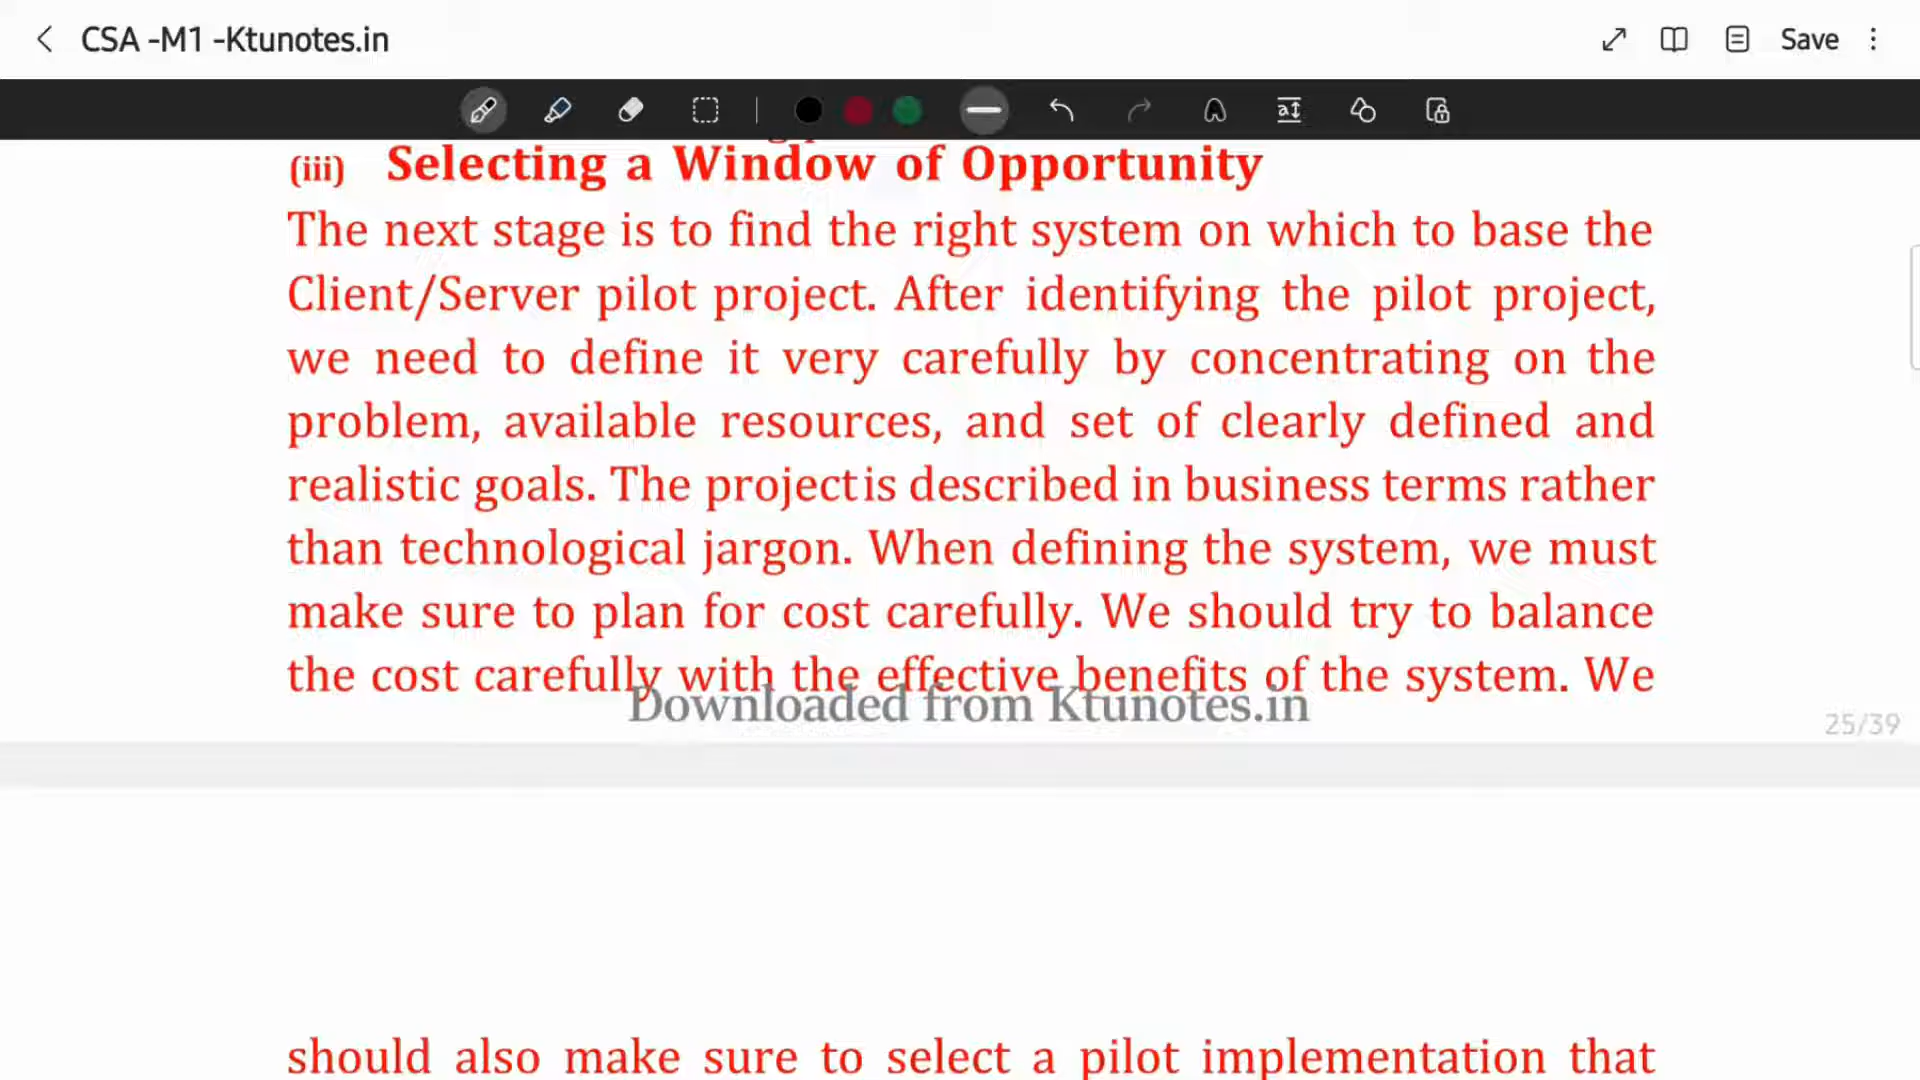 CSA -M1 -Ktunotes.in
Save
(iii) Selecting a Window of Opportunity
The next stage is to find the right system on which to base the
Client/Server pilot project. After identifying the pilot project,
we need to define it very carefully by concentrating on the
problem, available resources, and set of clearly defined and
realistic goals. The project is described in business terms rather
than technological jargon. When defining the system, we must
make sure to plan for cost carefully. We should try to balance
the cost carefully with the effective benefits of the system. We
Downloaded from Ktunotes.in
25/39
should also make sure to select a pilot implementation that